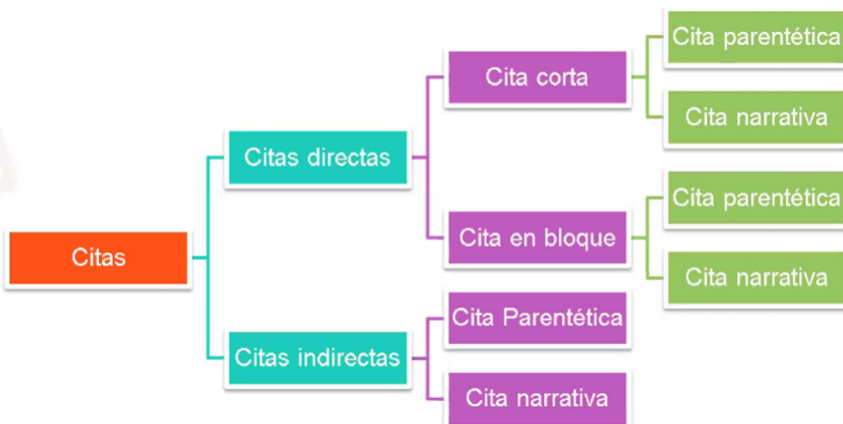 Citas
Citas directas
Cita corta
Cita parentética
Cita narrativa
Cita en bloque
Cita parentética
Cita narrativa
Citas indirectas
Cita Parentética
Cita narrativa